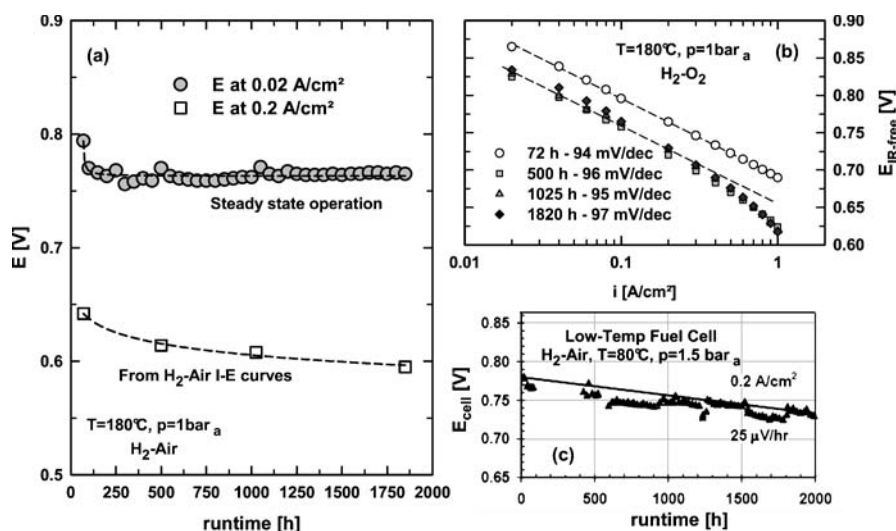 (a)
E at 0.02 A/cm²
E at 0.2 A/cm²
0.9
0.8
0.7
0.6
0.5
E [V]
Steady state operation
From H₂-Air I-E curves
T=180°C, p=1bar ₐ
H₂-Air
0 250 500 750 1000 1250 1500 1750 2000
runtime [h]
T=180°C, p=1barₐ (b)
H₂-O₂
72 h - 94 mV/dec
500 h - 96 mV/dec
1025 h - 95 mV/dec
1820 h - 97 mV/dec
0.90
0.85
0.80
0.75
0.70
0.65
0.60
E_IR-free [V]
0.01 0.1 1
i [A/cm²]
Low-Temp Fuel Cell
H₂-Air, T=80°C, p=1.5 bar ₐ
0.2 A/cm²
0.85
0.80
0.75
0.70
0.65
E_cell [V]
25 µV/hr
(c)
0 500 1000 1500 2000
runtime [h]